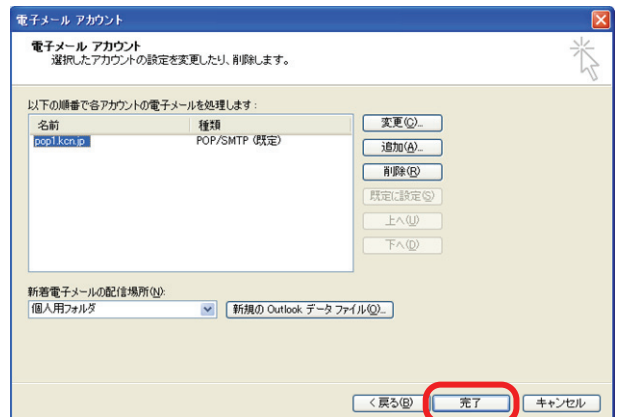 電子メール アカウント
電子メール アカウント
選択したアカウントの設定を変更したり、削除します。
以下の順番で各アカウントの電子メールを処理します:
名前 種類
pop1.kcn.jp POP/SMTP (既定)
変更(C)...
追加(A)...
削除(R)
既定に設定(S)
上へ(U)
下へ(D)
新着電子メールの配信場所(N):
個人用フォルダ
新規の Outlook データ ファイル(O)...
< 戻る(B)
完了
キャンセル